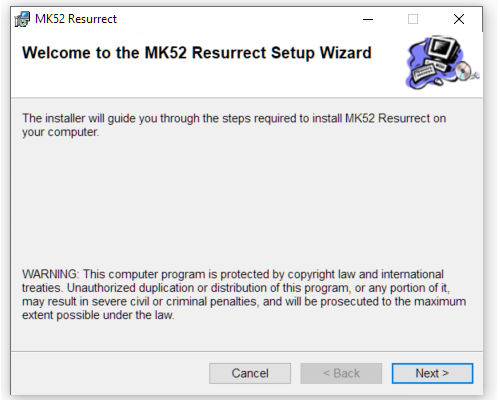 MK52 Resurrect
Welcome to the MK52 Resurrect Setup Wizard
The installer will guide you through the steps required to install MK52 Resurrect on
your computer.
WARNING: This computer program is protected by copyright law and international
treaties. Unauthorized duplication or distribution of this program, or any portion of it,
may result in severe civil or criminal penalties, and will be prosecuted to the maximum
extent possible under the law.
Cancel
< Back
Next >